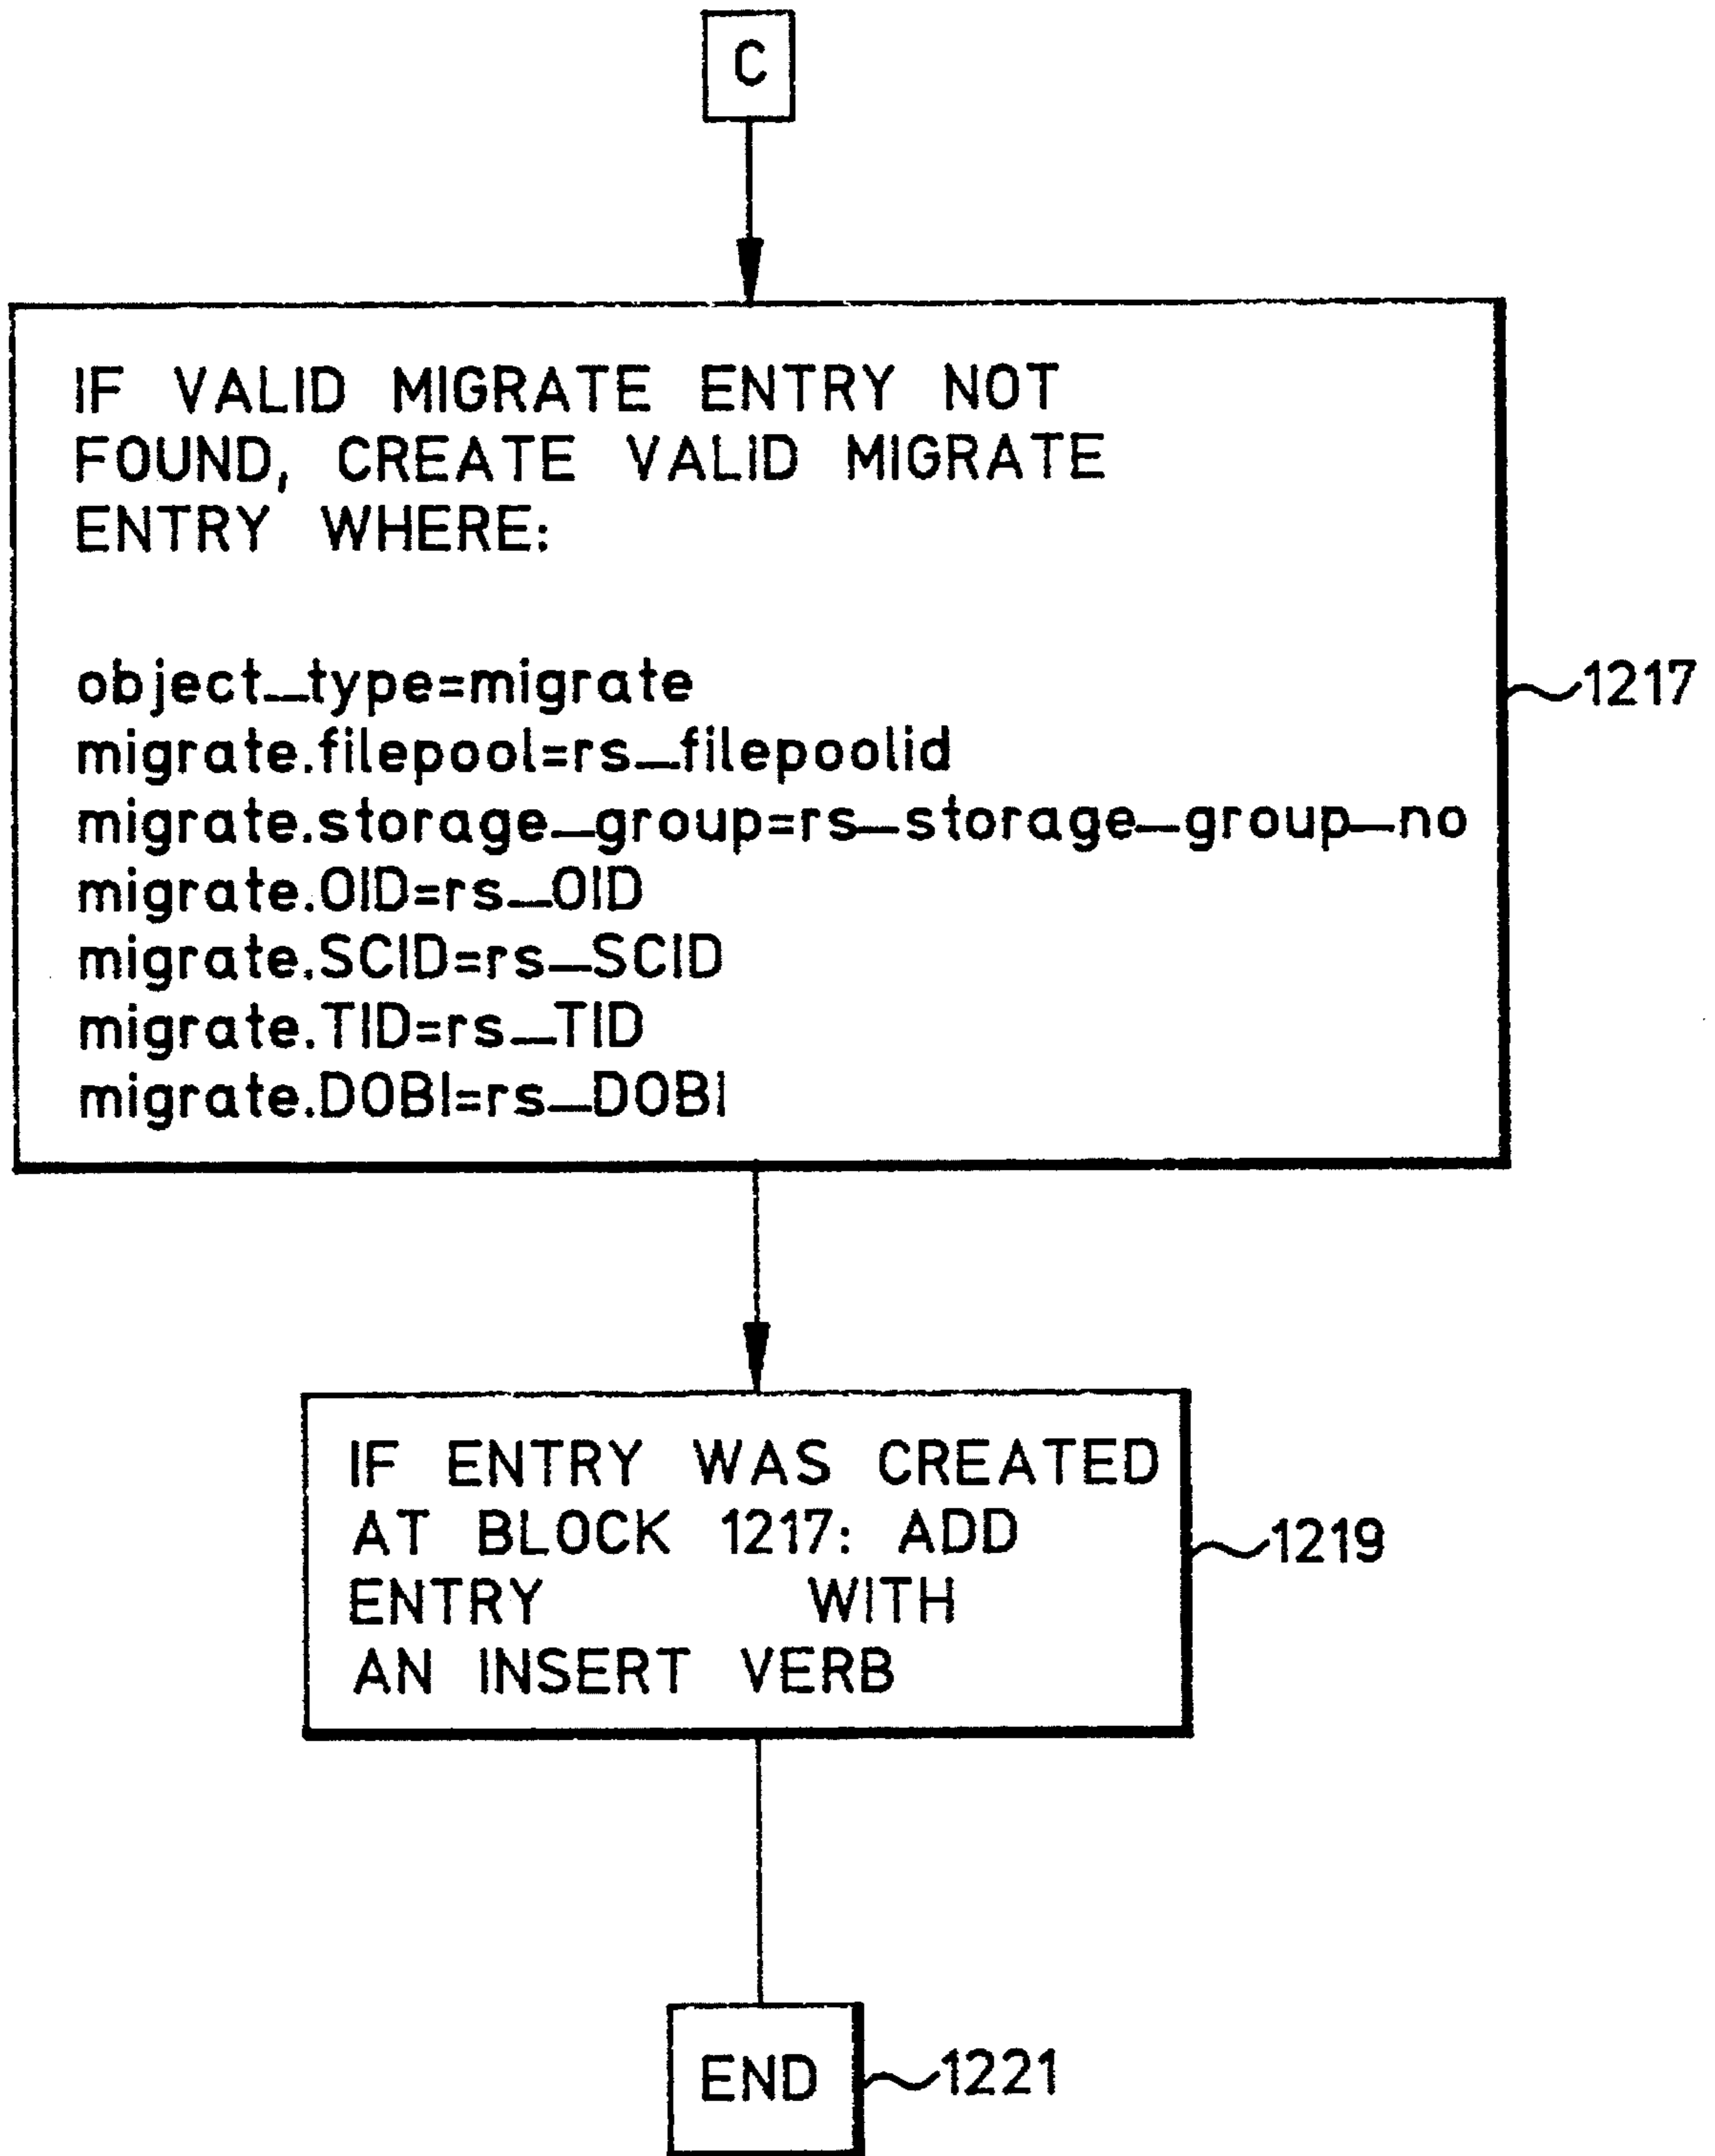 C
IF VALID MIGRATE ENTRY NOT
FOUND, CREATE VALID MIGRATE
ENTRY WHERE:
object_type=migrate
migrate.filepool=rs_filepoolid
migrate.storage_group=rs_storage_group_no
migrate.OID=rs_OID
migrate.SCID=rs_SCID
migrate.TID=rs_TID
migrate.DOBI=rs_DOBI
1217
IF ENTRY WAS CREATED
AT BLOCK 1217: ADD
ENTRY WITH
AN INSERT VERB
1219
END
1221